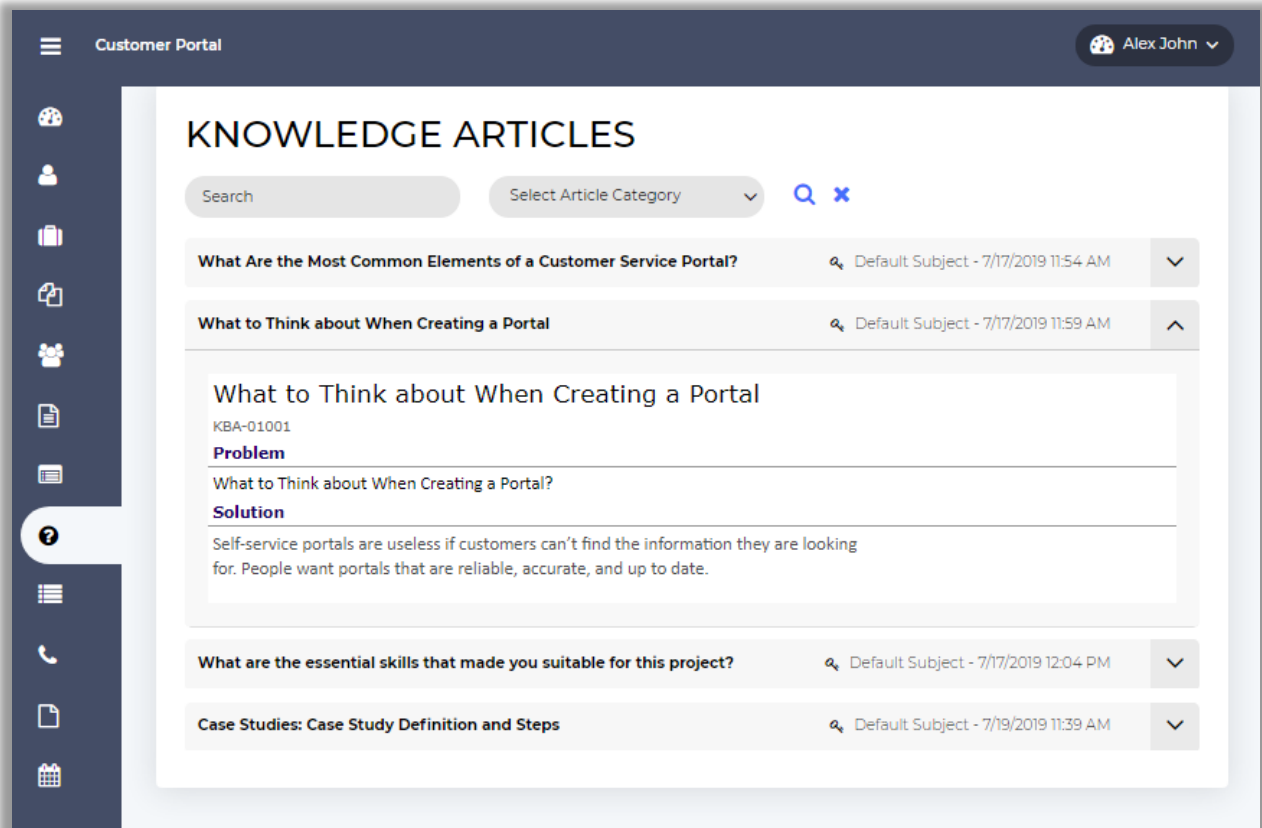 Customer Portal
Alex John
KNOWLEDGE ARTICLES
Search
Select Article Category
What Are the Most Common Elements of a Customer Service Portal?
Default Subject - 7/17/2019 11:54 AM
What to Think about When Creating a Portal
Default Subject - 7/17/2019 11:59 AM
What to Think about When Creating a Portal
KBA-01001
Problem
What to Think about When Creating a Portal?
Solution
Self-service portals are useless if customers can’t find the information they are looking
for. People want portals that are reliable, accurate, and up to date.
What are the essential skills that made you suitable for this project?
Default Subject - 7/17/2019 12:04 PM
Case Studies: Case Study Definition and Steps
Default Subject - 7/19/2019 11:39 AM